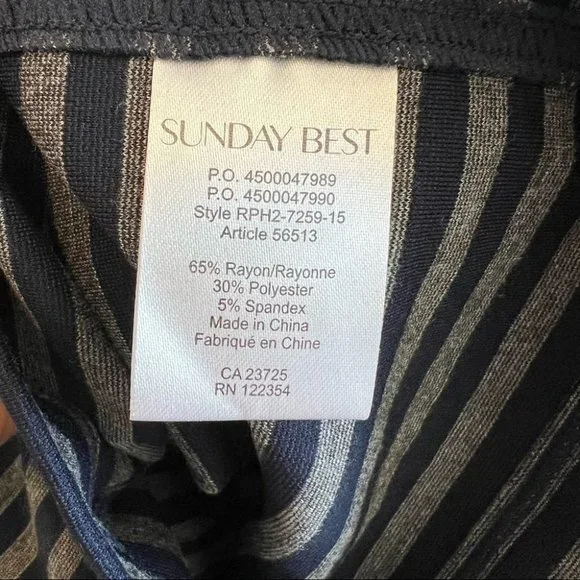 SUNDAY BEST
P.O. 4500047989
P.O. 4500047990
Style RPH2-7259-15
Article 56513
65% Rayon/Rayonne
30% Polyester
5% Spandex
Made in China
Fabriqué en Chine
CA 23725
RN 122354